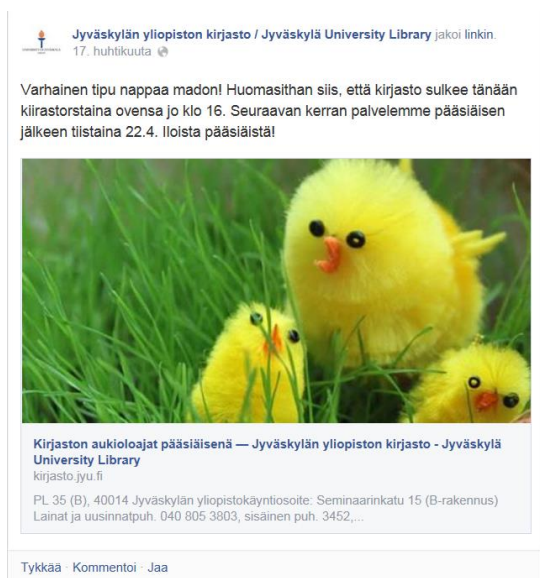 Jyväskylän yliopiston kirjasto / Jyväskylä University Library jakoi linkin.
17. huhtikuuta
Varhainen tipu nappaa madon! Huomasithan siis, että kirjasto sulkee tänään
kiirastorstaina ovensa jo klo 16. Seuraavan kerran palvelemme pääsiäisen
jälkeen tiistaina 22.4. Iloista pääsiäistä!
Kirjaston aukioloajat pääsiäisenä — Jyväskylän yliopiston kirjasto - Jyväskylä
University Library
kirjasto.jyu.fi
PL 35 (B), 40014 Jyväskylän yliopistokäyntiosoite: Seminaarinkatu 15 (B-rakennus)
Lainat ja uusinnatpuh. 040 805 3803, sisäinen puh. 3452,...
Tykkää · Kommentoi · Jaa